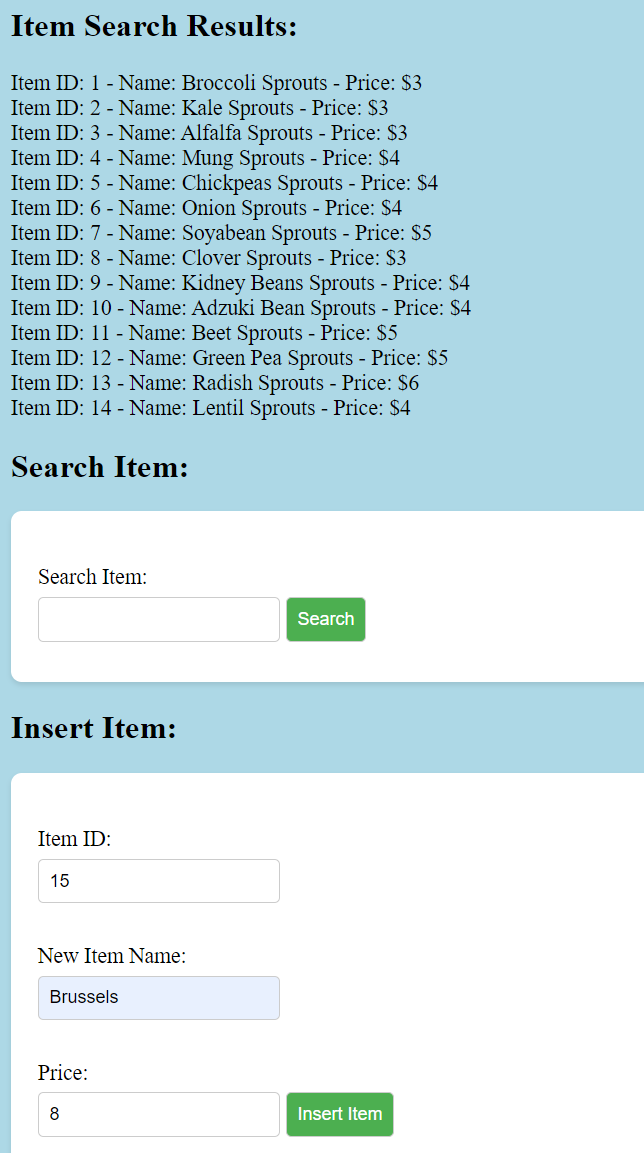 Item Search Results:
Item ID: 1 - Name: Broccoli Sprouts - Price: $3
Item ID: 2 - Name: Kale Sprouts - Price: $3
Item ID: 3 - Name: Alfalfa Sprouts - Price: $3
Item ID: 4 - Name: Mung Sprouts - Price: $4
Item ID: 5 - Name: Chickpeas Sprouts - Price: $4
Item ID: 6 - Name: Onion Sprouts - Price: $4
Item ID: 7 - Name: Soyabean Sprouts - Price: $5
Item ID: 8 - Name: Clover Sprouts - Price: $3
Item ID: 9 - Name: Kidney Beans Sprouts - Price: $4
Item ID: 10 - Name: Adzuki Bean Sprouts - Price: $4
Item ID: 11 - Name: Beet Sprouts - Price: $5
Item ID: 12 - Name: Green Pea Sprouts - Price: $5
Item ID: 13 - Name: Radish Sprouts - Price: $6
Item ID: 14 - Name: Lentil Sprouts - Price: $4
Search Item:
Search Item:
Search
Insert Item:
Item ID:
15
New Item Name:
Brussels
Price:
8 Insert Item